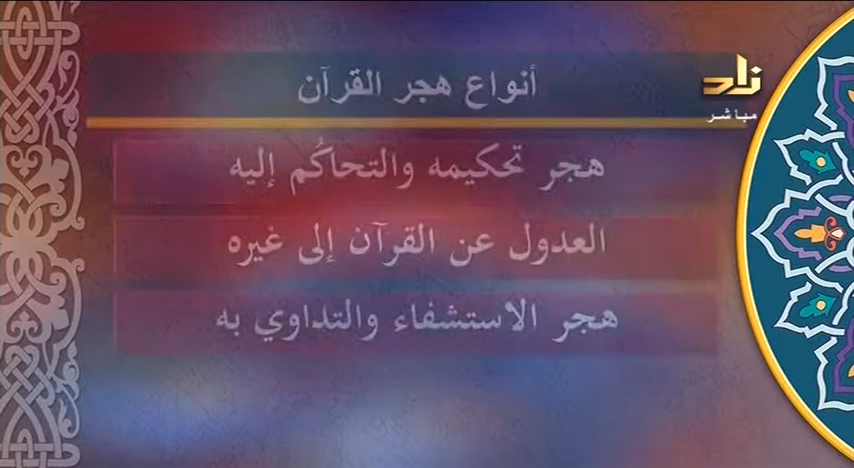 أنواع هجر القرآن
زاد
مباشر
هجر تحكيمه والتحاكُم إليه
العدول عن القرآن إلى غيره
هجر الاستشفاء والتداوي به